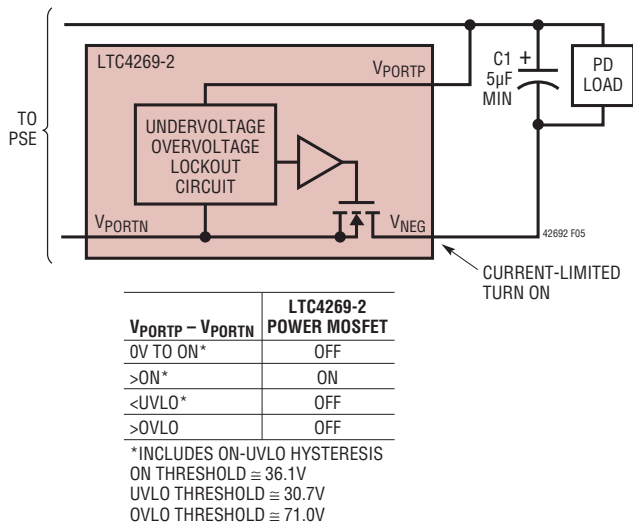 LTC4269-2
VPORTP
C1
+
5µF
MIN
PD
LOAD
TO
PSE
UNDERVOLTAGE
OVERVOLTAGE
LOCKOUT
CIRCUIT
VPORTN
VNEG
42692 F05
CURRENT-LIMITED
TURN ON
VPORTP – VPORTN
LTC4269-2
POWER MOSFET
0V TO ON* OFF
>ON* ON
<UVLO* OFF
>OVLO OFF
*INCLUDES ON-UVLO HYSTERESIS
ON THRESHOLD ≅ 36.1V
UVLO THRESHOLD ≅ 30.7V
OVLO THRESHOLD ≅ 71.0V